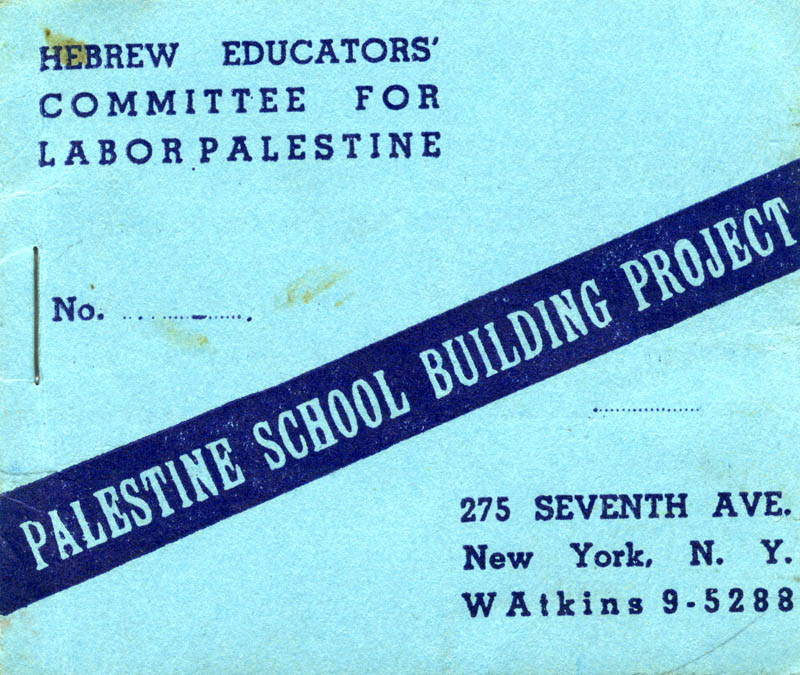 HEBREW EDUCATORS'
COMMITTEE FOR
LABOR PALESTINE
No. ....................
PALESTINE SCHOOL BUILDING PROJECT
....................
275 SEVENTH AVE.
New York, N. Y.
WAtkins 9-5288